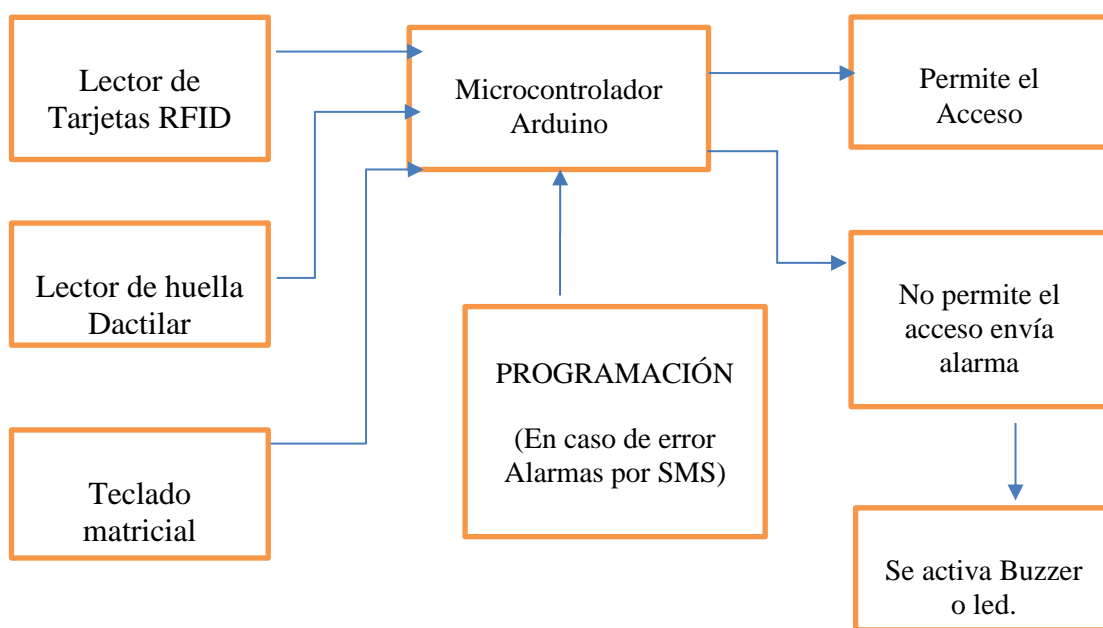 Lector de
Tarjetas RFID
Microcontrolador
Arduino
Permite el
Acceso
Lector de huella
Dactilar
No permite el
acceso envía
alarma
PROGRAMACIÓN
(En caso de error
Alarmas por SMS)
Teclado
matricial
Se activa Buzzer
o led.